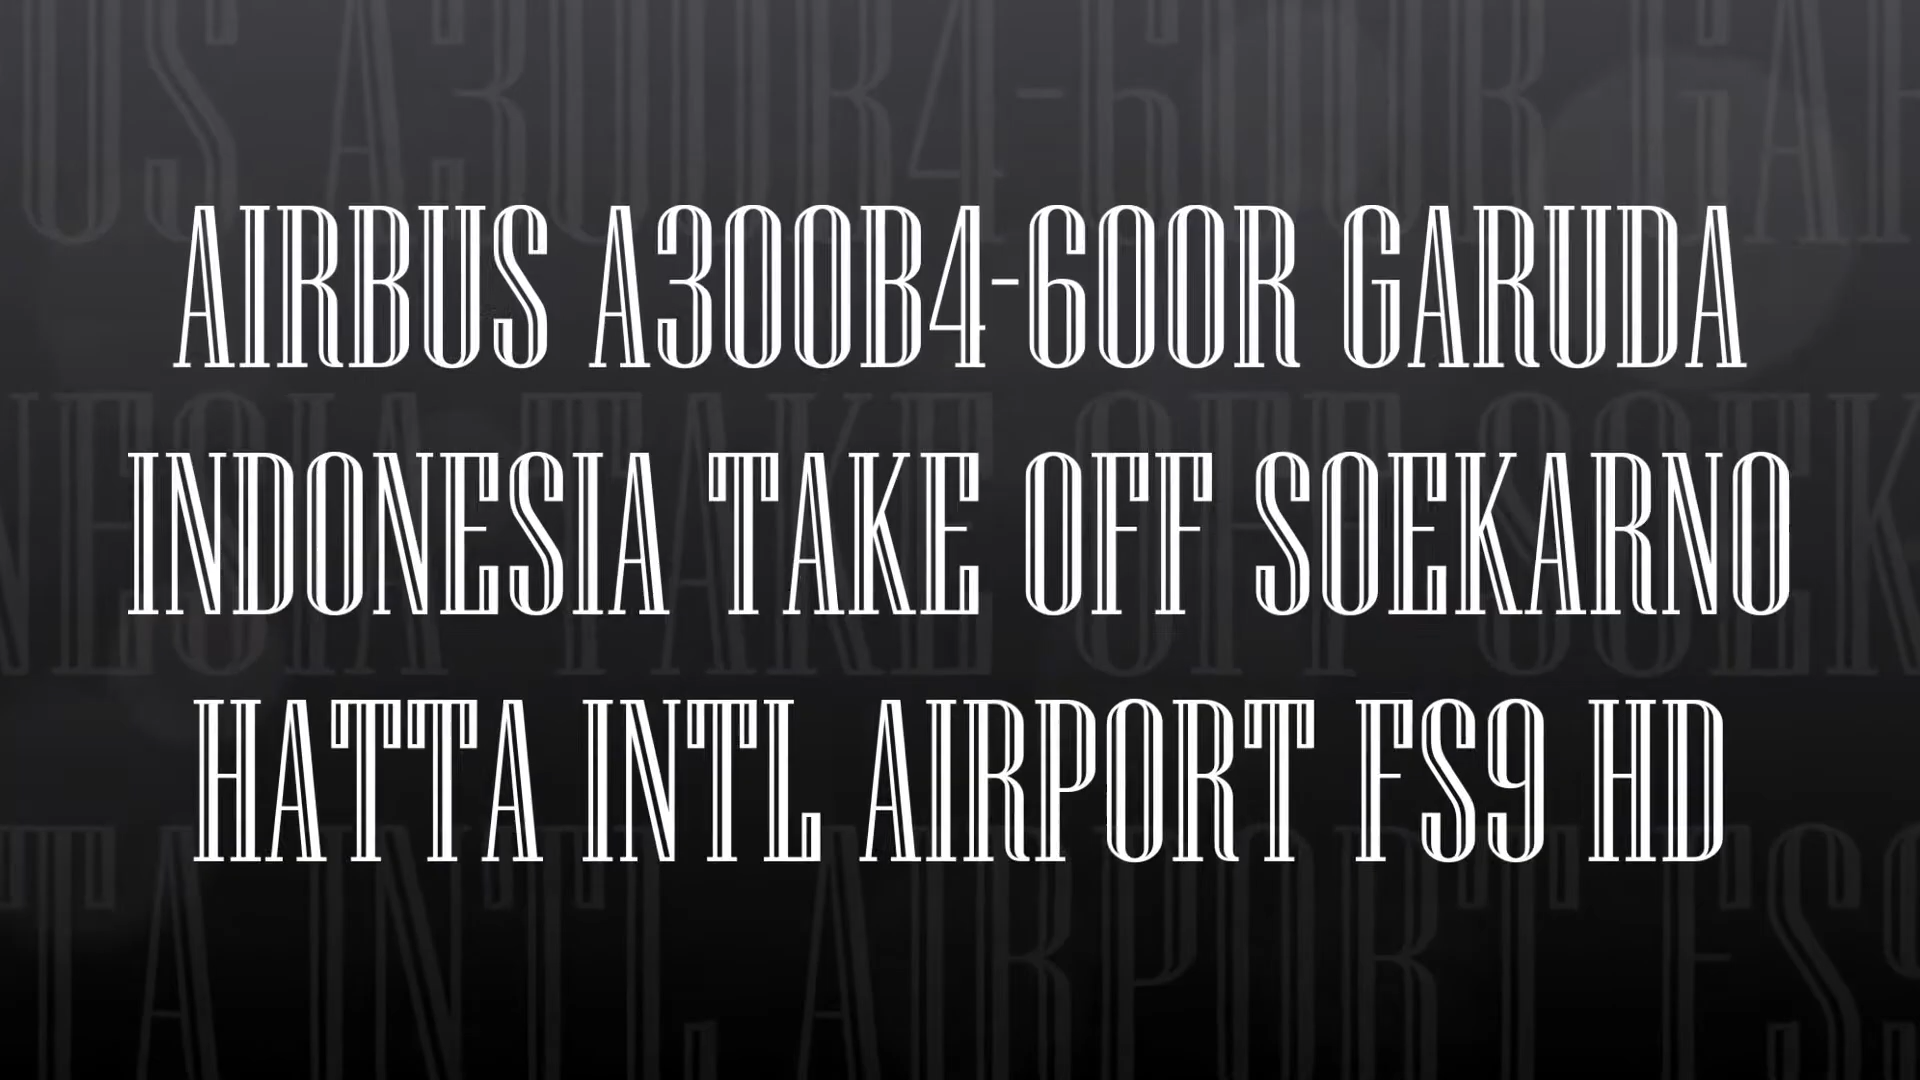 AIRBUS A300B4-600R GARUDA
INDONESIA TAKE OFF SOEKARNO
HATTA INTL AIRPORT FS9 HD